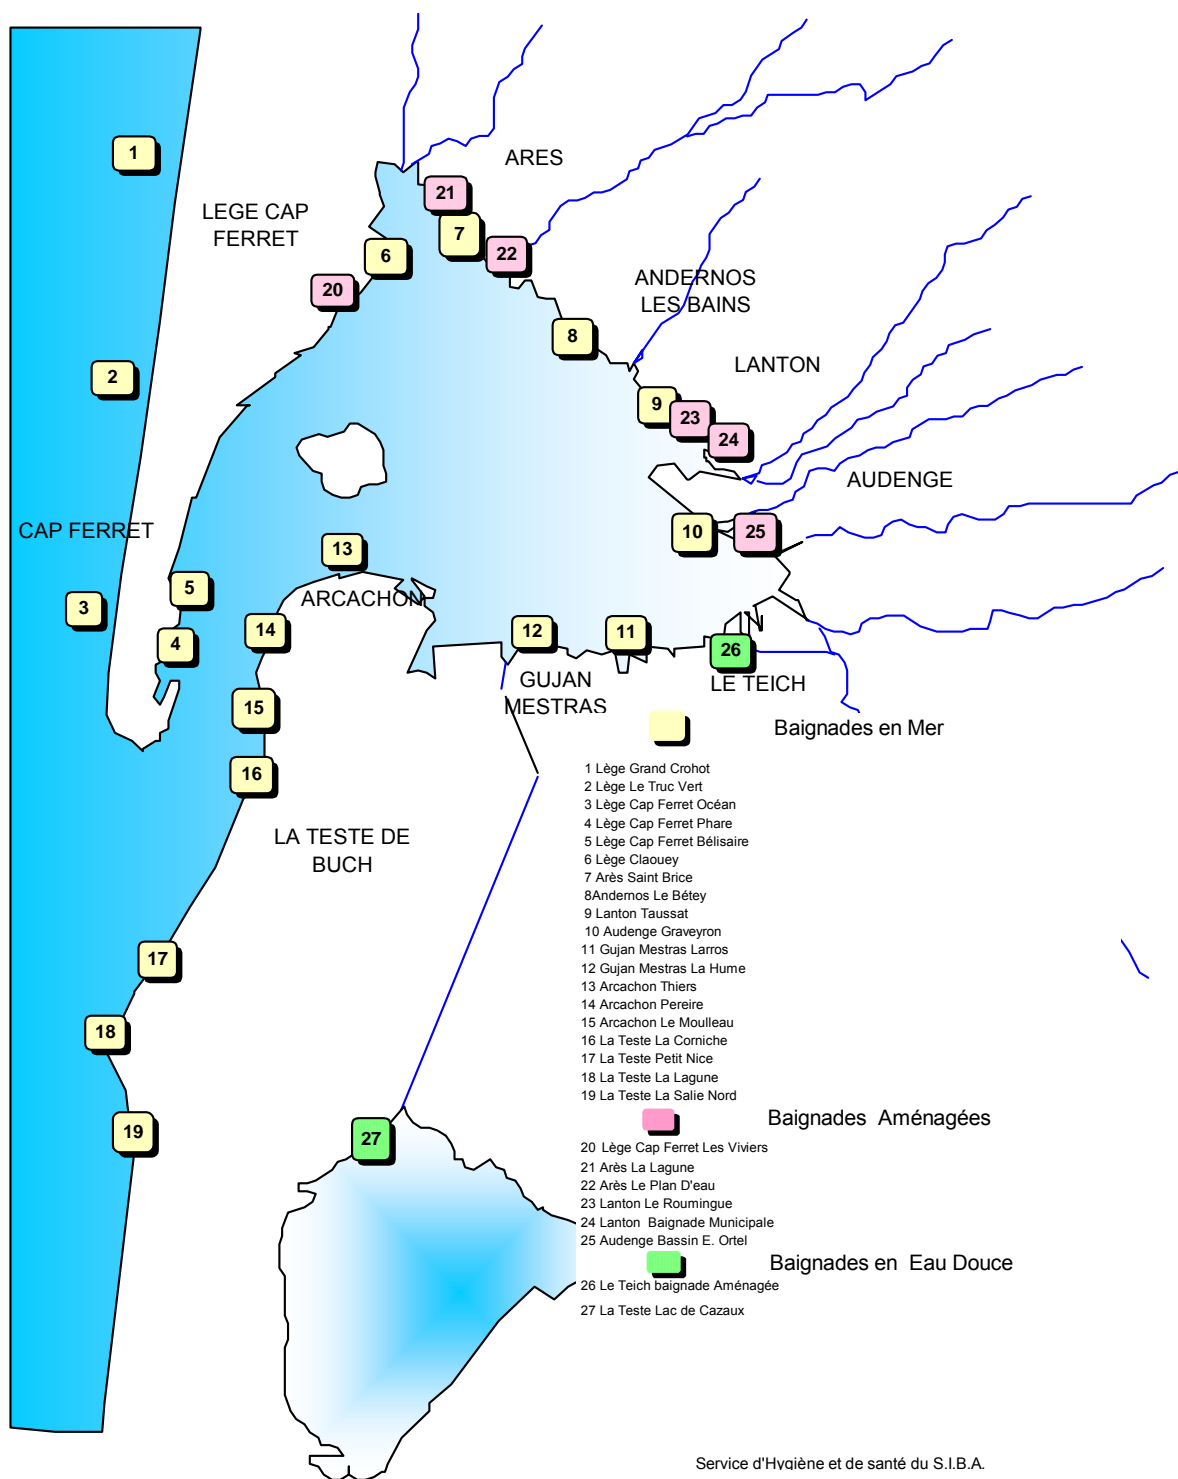 ARES
1
21
LEGE CAP
FERRET
7
6
22
20
ANDERNOS
LES BAINS
8
LANTON
2
9
23
24
AUDENGE
CAP FERRET
10
25
13
5
ARCACHON
3
14
12
11
4
26
GUJAN
MESTRAS
LE TEICH
15
16
LA TESTE DE
BUCH
17
18
19
27
Baignades en Mer
1 Lège Grand Crohot
2 Lège Le Truc Vert
3 Lège Cap Ferret Océan
4 Lège Cap Ferret Phare
5 Lège Cap Ferret Bélisaire
6 Lège Claouey
7 Arès Saint Brice
8Andernos Le Bétey
9 Lanton Taussat
10 Audenge Graveyron
11 Gujan Mestras Larros
12 Gujan Mestras La Hume
13 Arcachon Thiers
14 Arcachon Pereire
15 Arcachon Le Moulleau
16 La Teste La Corniche
17 La Teste Petit Nice
18 La Teste La Lagune
19 La Teste La Salie Nord
Baignades Aménagées
20 Lège Cap Ferret Les Viviers
21 Arès La Lagune
22 Arès Le Plan D'eau
23 Lanton Le Roumingue
24 Lanton Baignade Municipale
25 Audenge Bassin E. Ortel
Baignades en Eau Douce
26 Le Teich baignade Aménagée
27 La Teste Lac de Cazaux
Service d'Hygiène et de santé du S.I.B.A.